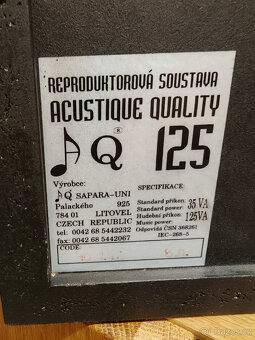 REPRODUKTOROVÁ SOUSTAVA
ACUSTIQUE QUALITY
AQ ® 125
Výrobce:
AQ SAPARA-UNI
Palackého 925
784 01 LITOVEL
CZECH REPUBLIC
tel: 0042 68 5442232
fax: 0042 68 5442067
CODE:
SPECIFIKACE:
Standard příkon: 35 VA
Standard power:
Hudební příkon: 125VA
Music power:
Odpovídá ČSN 368261
IEC-268-5